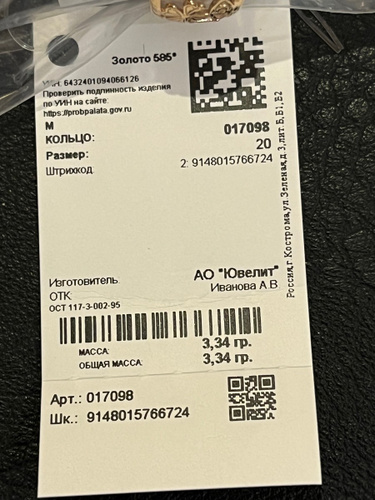 Золото 585*
УИН: 6432401094066126
Проверить подлинность изделия
по УИН на сайте:
https://probpalata.gov.ru
М
КОЛЬЦО: 017098
Размер: 20
Штрихкод: 2: 9148015766724
Россия,г Кострома,ул Зеленая,д 3,лит.Б,Б1,Б2
Изготовитель: АО "Ювелит"
ОТК: Иванова А.В
ОСТ 117-3-002-95
МАССА: 3,34 гр.
ОБЩАЯ МАССА: 3,34 гр.
Арт.: 017098
Шк.: 9148015766724